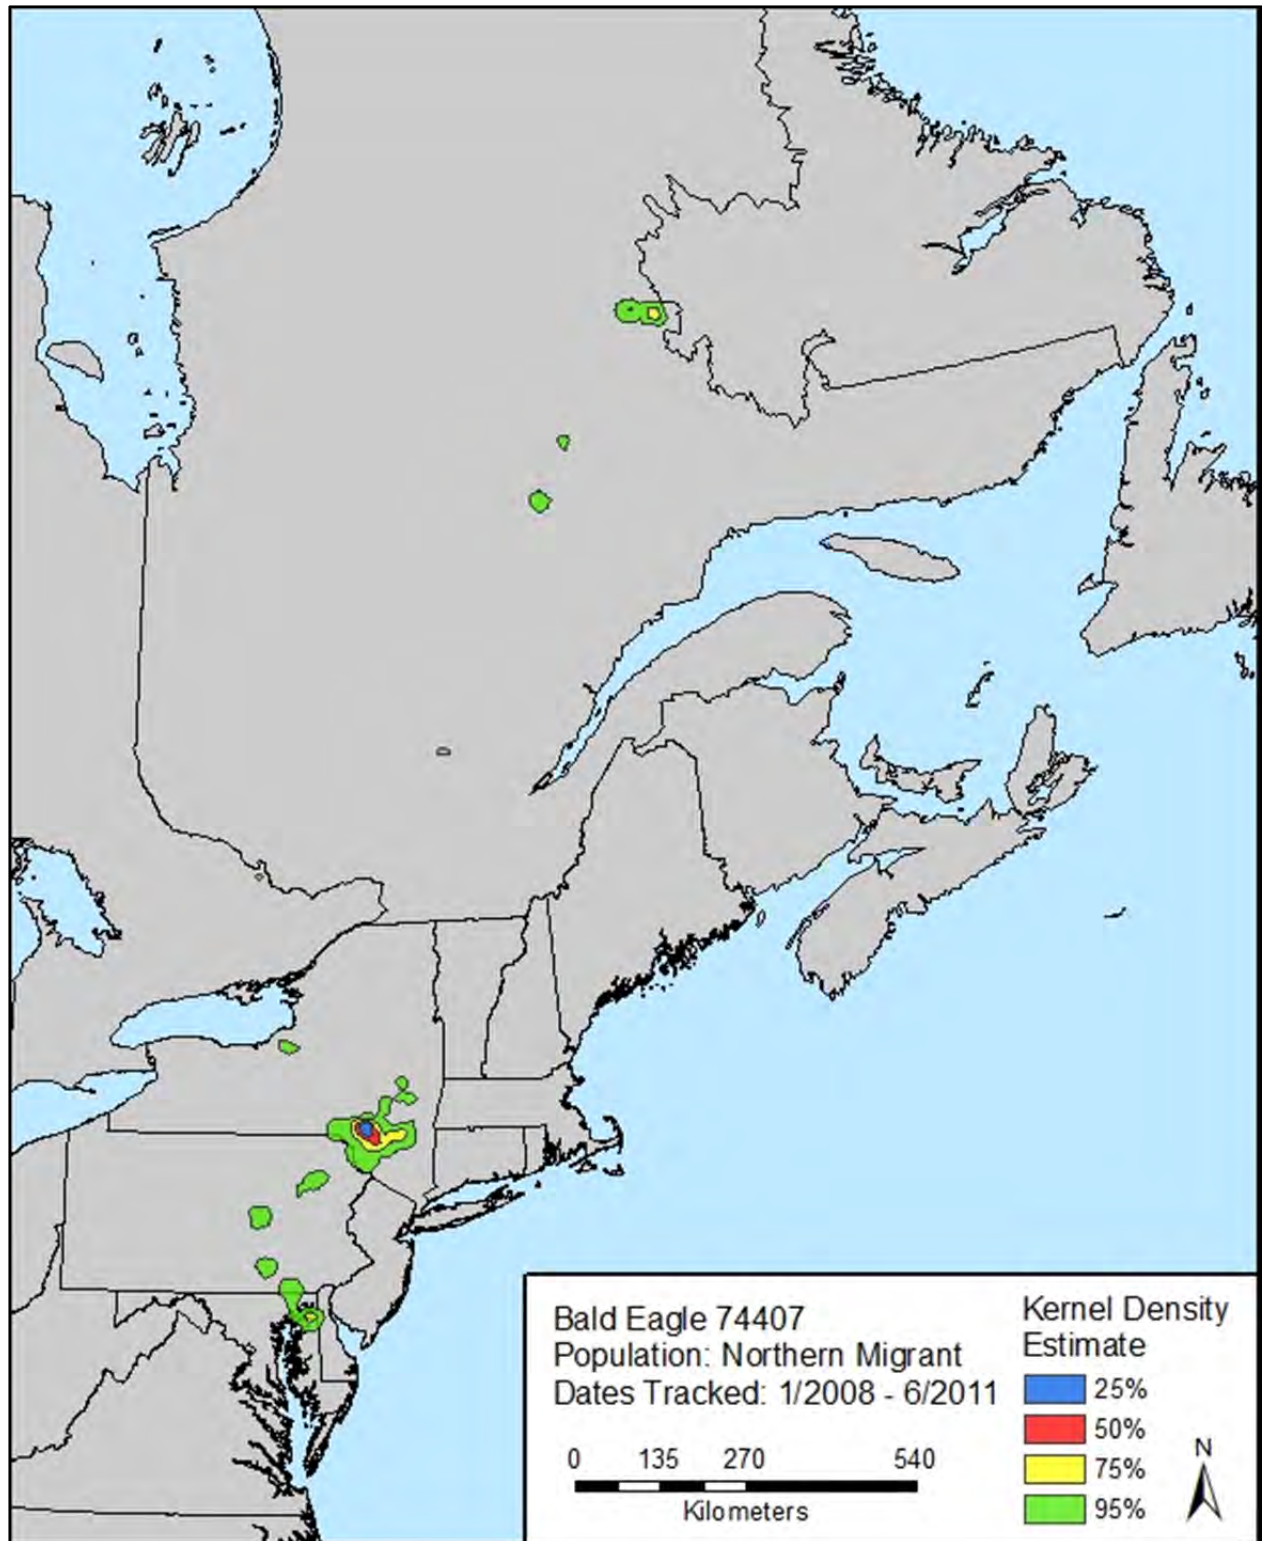 Bald Eagle 74407
Population: Northern Migrant
Dates Tracked: 1/2008 - 6/2011
0 135 270 540
Kilometers
Kernel Density
Estimate
25%
50%
75%
95%
N